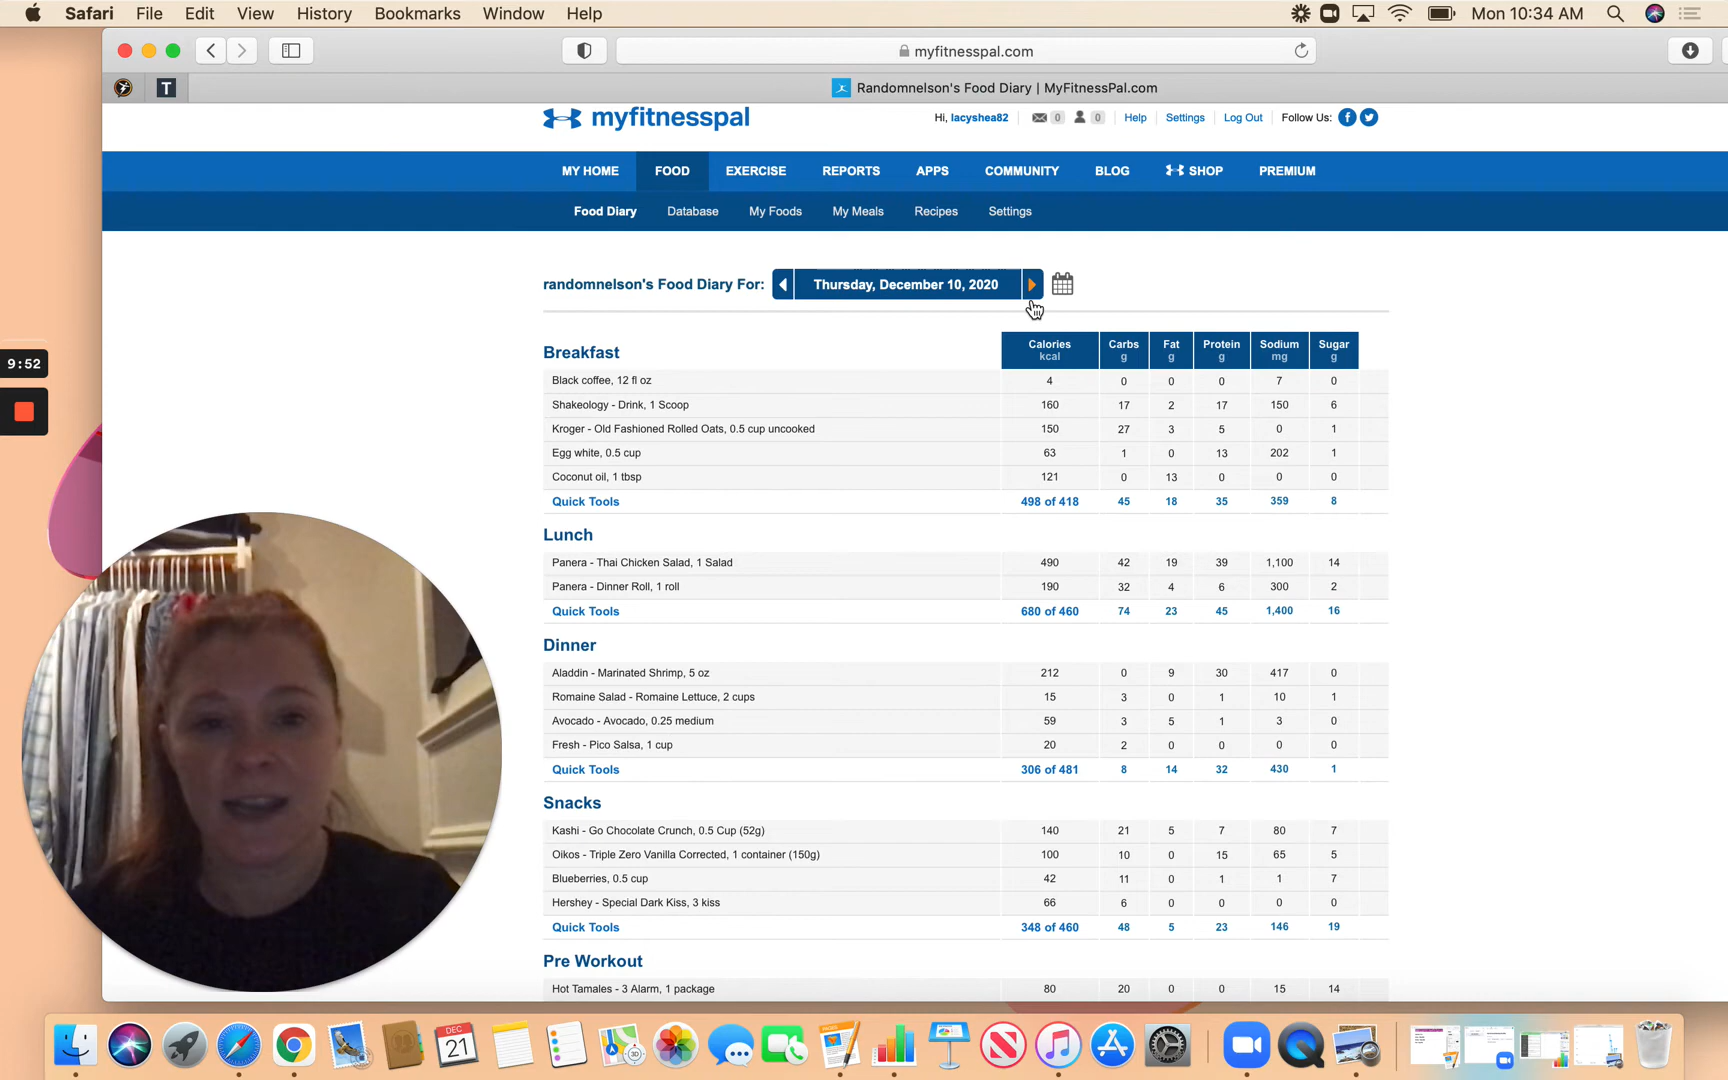 Safari File Edit View History Bookmarks Window Help Mon 10:34 AM
myfitnesspal.com
T Randomnelson's Food Diary | MyFitnessPal.com
myfitnesspal Hi, lacyshea82 0 0 Help Settings Log Out Follow Us:
MY HOME FOOD EXERCISE REPORTS APPS COMMUNITY BLOG SHOP PREMIUM
Food Diary Database My Foods My Meals Recipes Settings
randomnelson's Food Diary For: Thursday, December 10, 2020
9:52
Breakfast Calories kcal Carbs g Fat g Protein g Sodium mg Sugar g
Black coffee, 12 fl oz 4 0 0 0 7 0
Shakeology - Drink, 1 Scoop 160 17 2 17 150 6
Kroger - Old Fashioned Rolled Oats, 0.5 cup uncooked 150 27 3 5 0 1
Egg white, 0.5 cup 63 1 0 13 202 1
Coconut oil, 1 tbsp 121 0 13 0 0 0
Quick Tools 498 of 418 45 18 35 359 8
Lunch
Panera - Thai Chicken Salad, 1 Salad 490 42 19 39 1,100 14
Panera - Dinner Roll, 1 roll 190 32 4 6 300 2
Quick Tools 680 of 460 74 23 45 1,400 16
Dinner
Aladdin - Marinated Shrimp, 5 oz 212 0 9 30 417 0
Romaine Salad - Romaine Lettuce, 2 cups 15 3 0 1 10 1
Avocado - Avocado, 0.25 medium 59 3 5 1 3 0
Fresh - Pico Salsa, 1 cup 20 2 0 0 0 0
Quick Tools 306 of 481 8 14 32 430 1
Snacks
Kashi - Go Chocolate Crunch, 0.5 Cup (52g) 140 21 5 7 80 7
Oikos - Triple Zero Vanilla Corrected, 1 container (150g) 100 10 0 15 65 5
Blueberries, 0.5 cup 42 11 0 1 1 7
Hershey - Special Dark Kiss, 3 kiss 66 6 0 0 0 0
Quick Tools 348 of 460 48 5 23 146 19
Pre Workout
Hot Tamales - 3 Alarm, 1 package 80 20 0 0 15 14
DEC
21